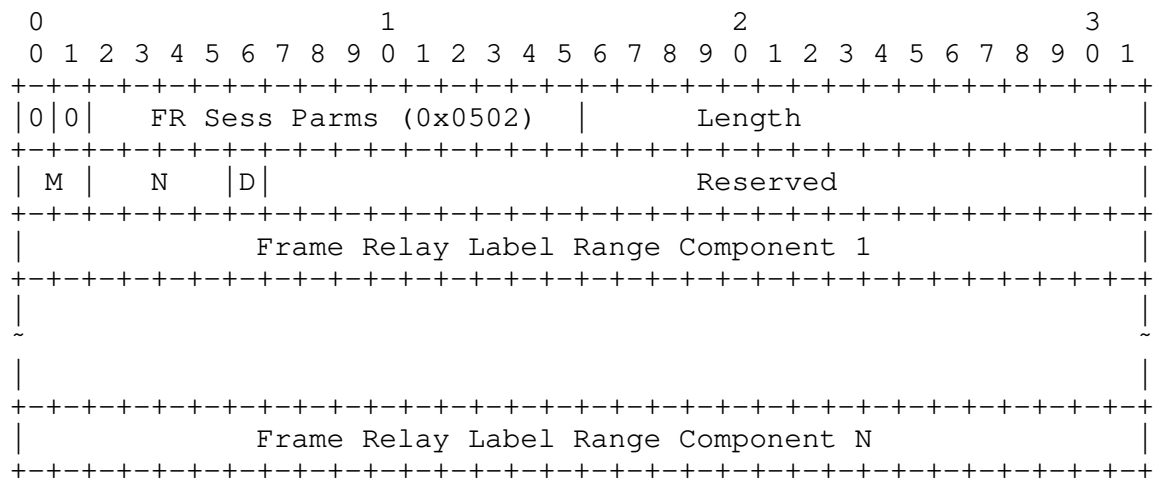 0                   1                   2                   3
 0 1 2 3 4 5 6 7 8 9 0 1 2 3 4 5 6 7 8 9 0 1 2 3 4 5 6 7 8 9 0 1
+-+-+-+-+-+-+-+-+-+-+-+-+-+-+-+-+-+-+-+-+-+-+-+-+-+-+-+-+-+-+-+-+
|0|0|   FR Sess Parms (0x0502)  |      Length                   |
+-+-+-+-+-+-+-+-+-+-+-+-+-+-+-+-+-+-+-+-+-+-+-+-+-+-+-+-+-+-+-+-+
| M |   N   |D|                        Reserved                 |
+-+-+-+-+-+-+-+-+-+-+-+-+-+-+-+-+-+-+-+-+-+-+-+-+-+-+-+-+-+-+-+-+
|             Frame Relay Label Range Component 1               |
+-+-+-+-+-+-+-+-+-+-+-+-+-+-+-+-+-+-+-+-+-+-+-+-+-+-+-+-+-+-+-+-+
|                                                               |
~                                                               ~
|                                                               |
+-+-+-+-+-+-+-+-+-+-+-+-+-+-+-+-+-+-+-+-+-+-+-+-+-+-+-+-+-+-+-+-+
|             Frame Relay Label Range Component N               |
+-+-+-+-+-+-+-+-+-+-+-+-+-+-+-+-+-+-+-+-+-+-+-+-+-+-+-+-+-+-+-+-+